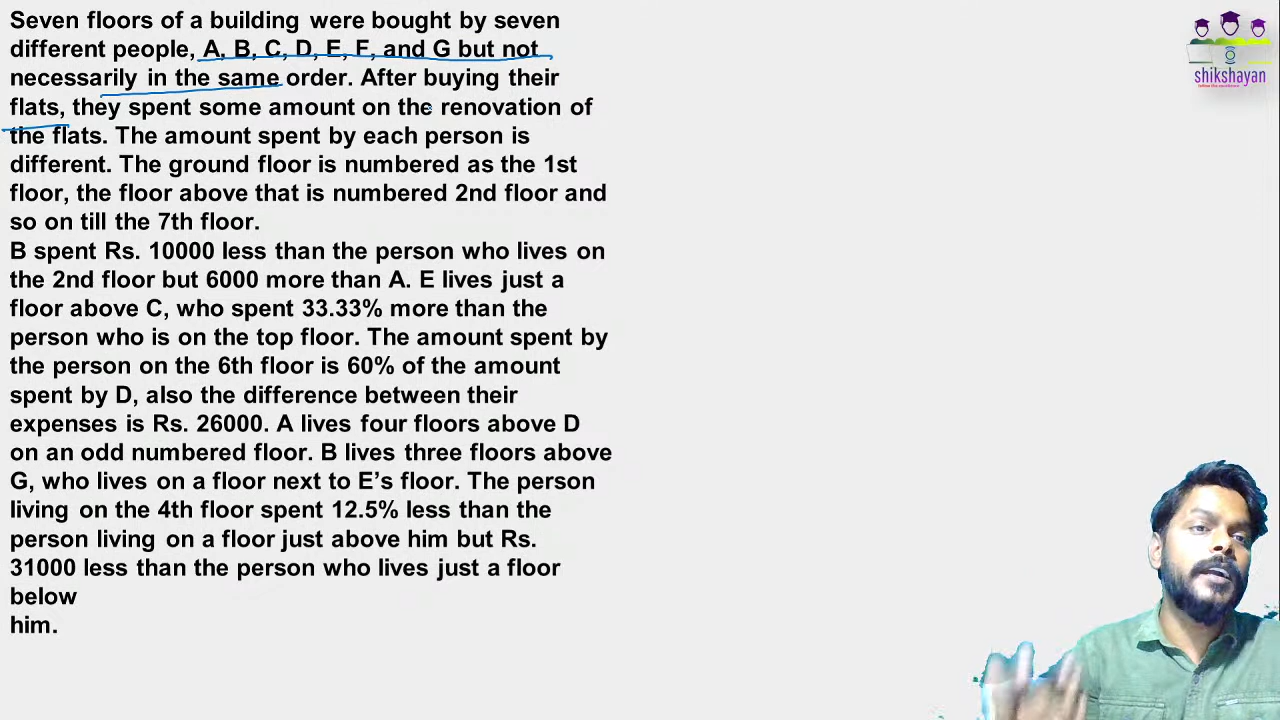 Seven floors of a building were bought by seven
different people, A, B, C, D, E, F, and G but not
necessarily in the same order. After buying their
flats, they spent some amount on the renovation of
the flats. The amount spent by each person is
different. The ground floor is numbered as the 1st
floor, the floor above that is numbered 2nd floor and
so on till the 7th floor.
B spent Rs. 10000 less than the person who lives on
the 2nd floor but 6000 more than A. E lives just a
floor above C, who spent 33.33% more than the
person who is on the top floor. The amount spent by
the person on the 6th floor is 60% of the amount
spent by D, also the difference between their
expenses is Rs. 26000. A lives four floors above D
on an odd numbered floor. B lives three floors above
G, who lives on a floor next to E’s floor. The person
living on the 4th floor spent 12.5% less than the
person living on a floor just above him but Rs.
31000 less than the person who lives just a floor
below
him.
shikshayan